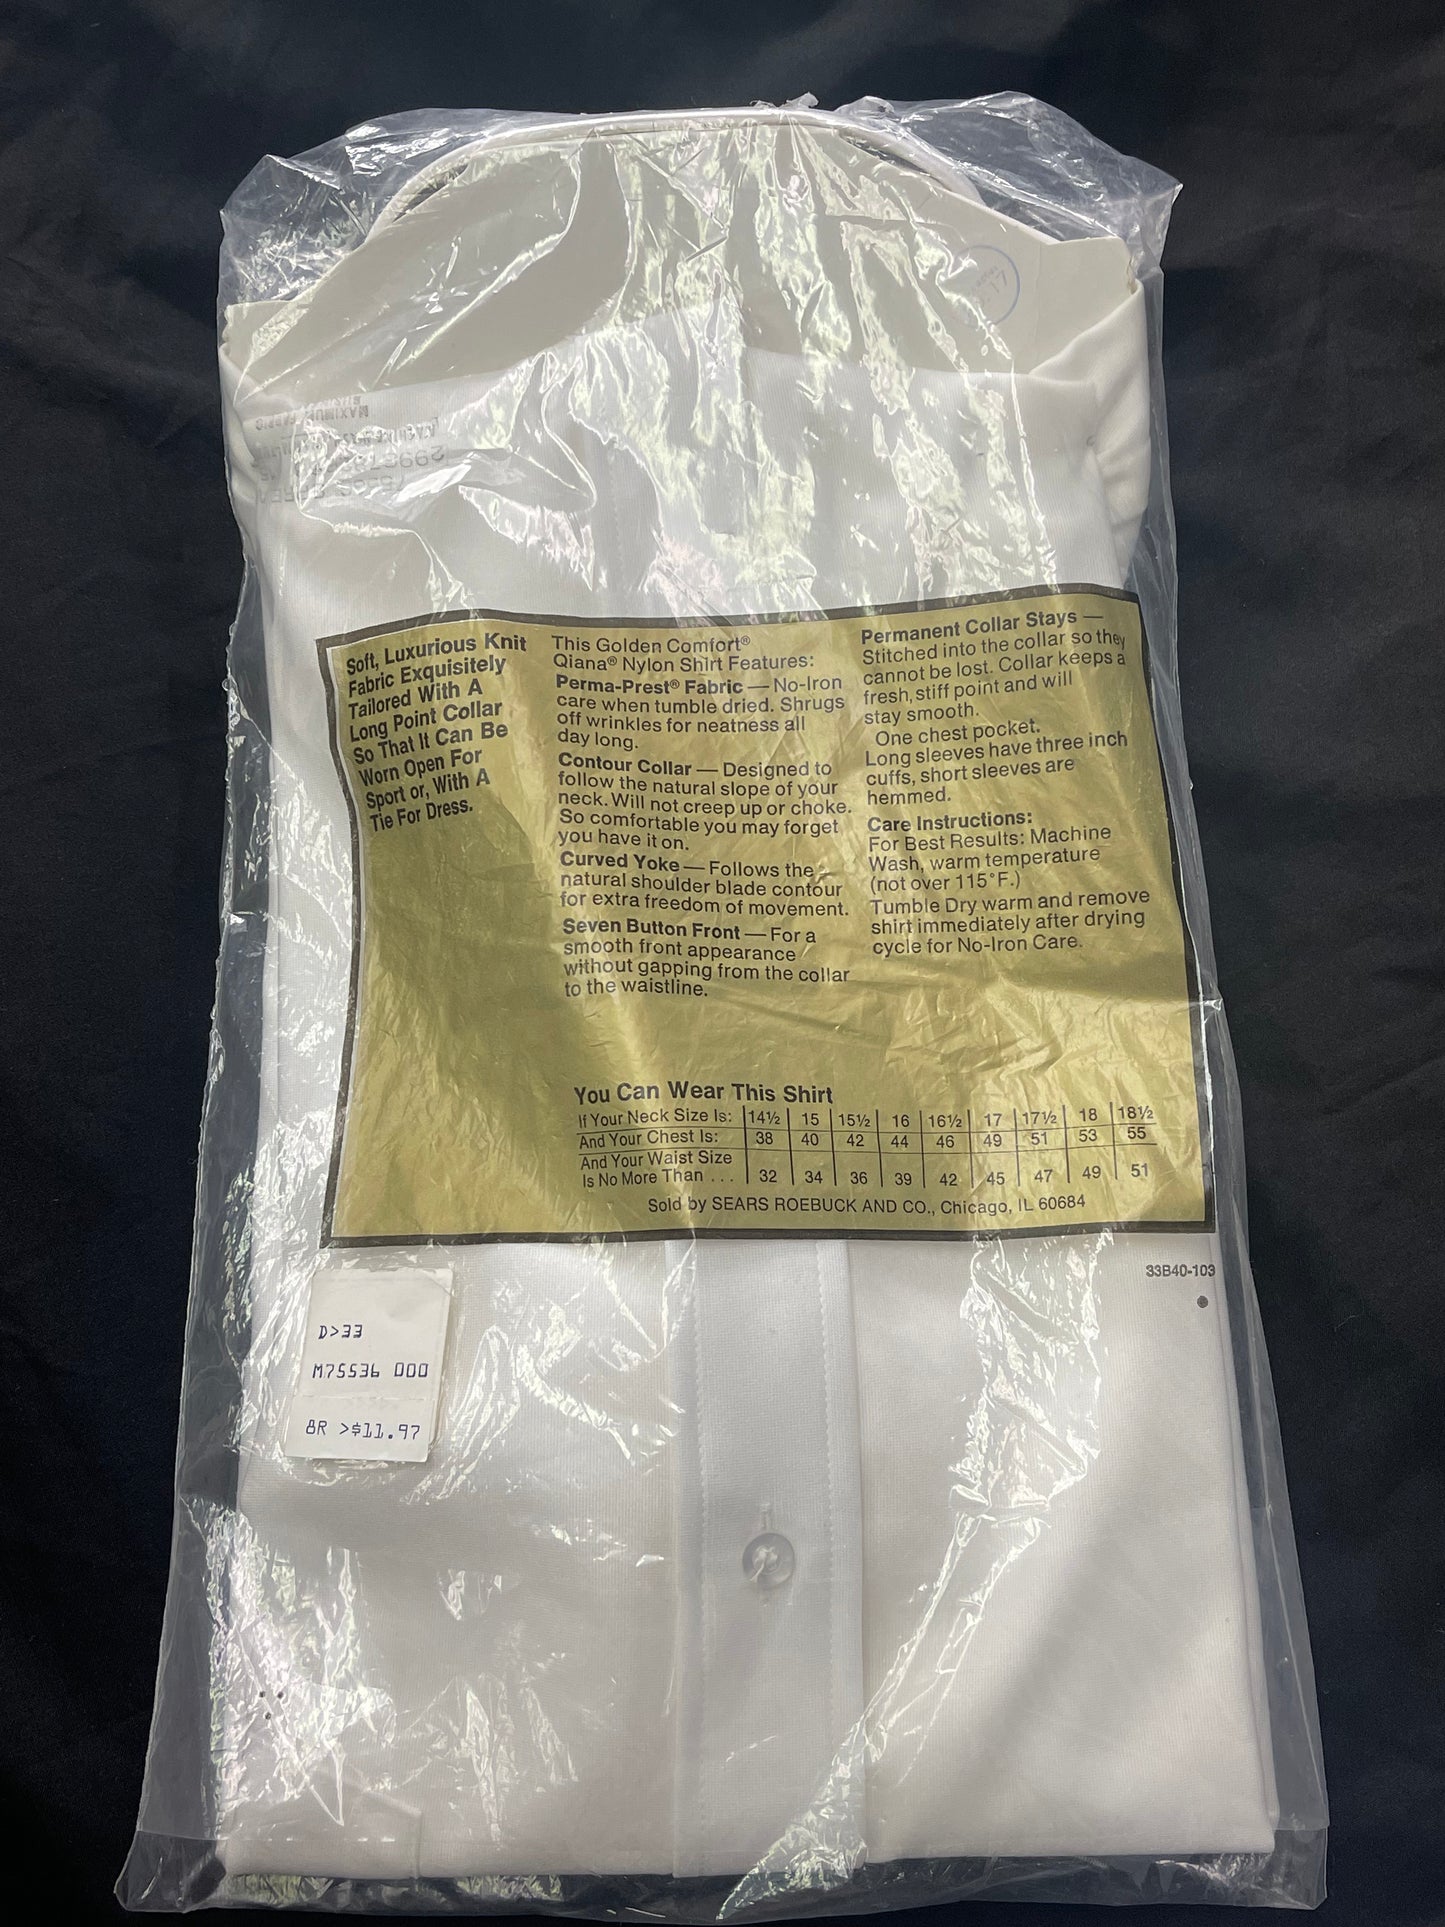 MAXIMUM
Soft, Luxurious Knit
Fabric Exquisitely
Tailored With A
Long Point Collar
So That It Can Be
Worn Open For
Sport or, With A
Tie For Dress.
This Golden Comfort®
Qiana® Nylon Shirt Features:
Perma-Prest® Fabric — No-Iron
care when tumble dried. Shrugs
off wrinkles for neatness all
day long.
Contour Collar — Designed to
follow the natural slope of your
neck. Will not creep up or choke.
So comfortable you may forget
you have it on.
Curved Yoke — Follows the
natural shoulder blade contour
for extra freedom of movement.
Seven Button Front — For a
smooth front appearance
without gapping from the collar
to the waistline.
Permanent Collar Stays —
Stitched into the collar so they
cannot be lost. Collar keeps a
fresh, stiff point and will
stay smooth.
One chest pocket.
Long sleeves have three inch
cuffs, short sleeves are
hemmed.
Care Instructions:
For Best Results: Machine
Wash, warm temperature
(not over 115°F.)
Tumble Dry warm and remove
shirt immediately after drying
cycle for No-Iron Care.
You Can Wear This Shirt
If Your Neck Size Is: 14½ 15 15½ 16 16½ 17 17½ 18 18½
And Your Chest Is: 38 40 42 44 46 49 51 53 55
And Your Waist Size
Is No More Than . . . 32 34 36 39 42 45 47 49 51
Sold by SEARS ROEBUCK AND CO., Chicago, IL 60684
33B40-103
D>33
M75536 000
8R >$11.97